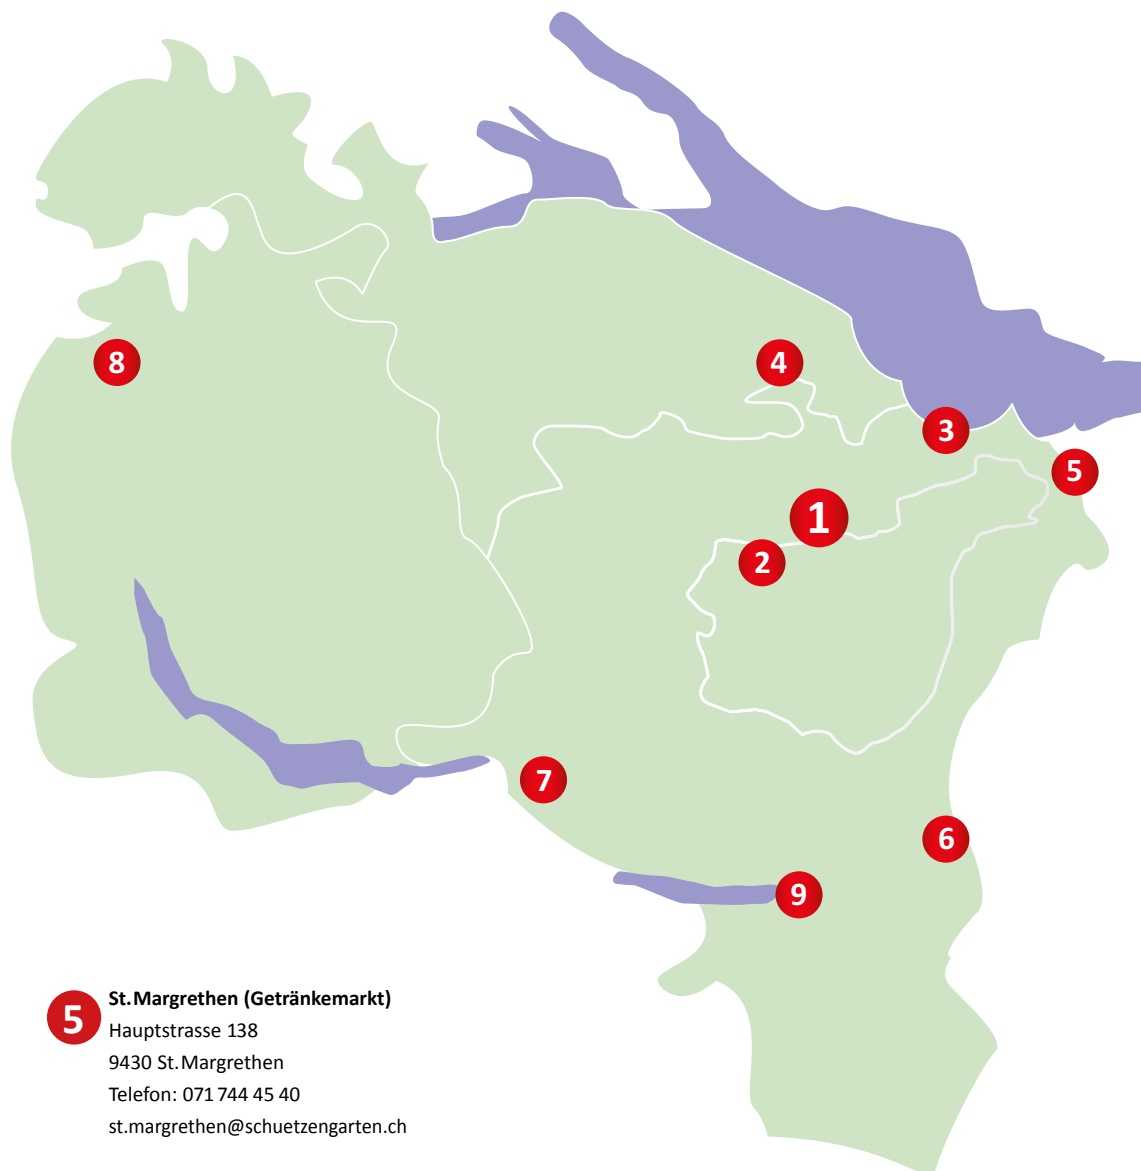 8
4
3
5
1
2
7
6
9
5
St. Margrethen (Getränkemarkt)
Hauptstrasse 138
9430 St. Margrethen
Telefon: 071 744 45 40
st.margrethen@schuetzengarten.ch